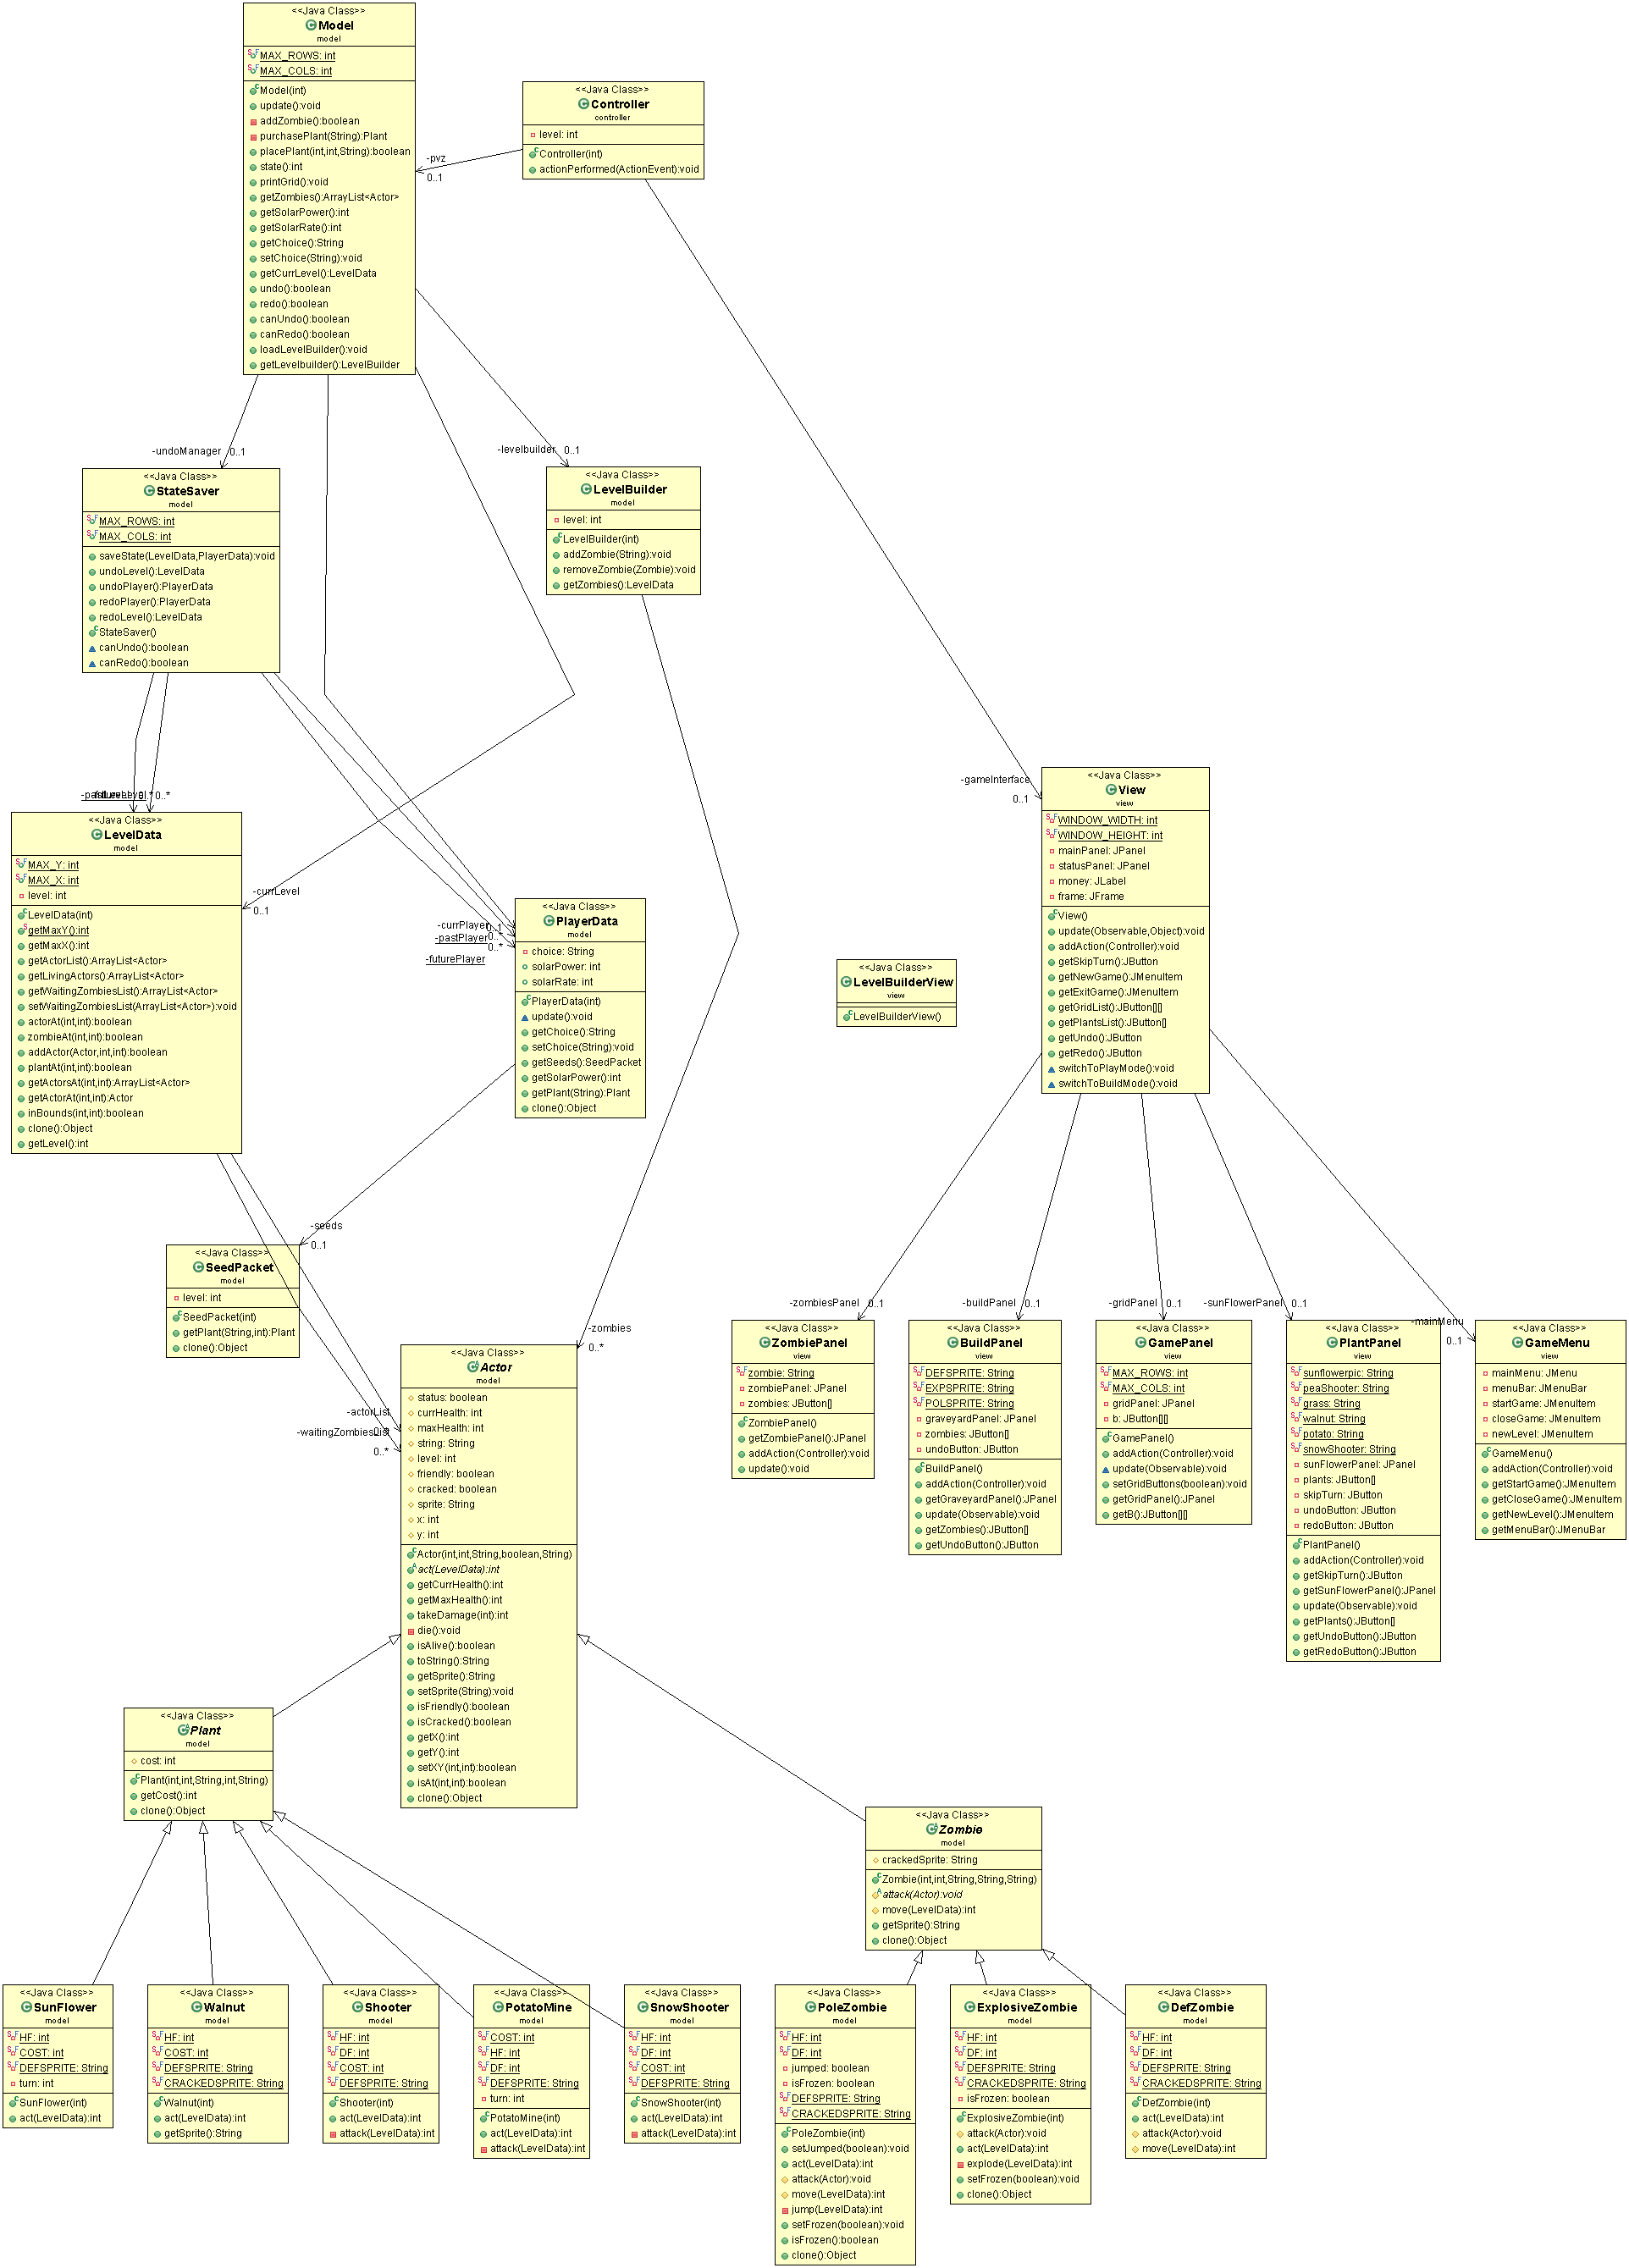 <<Java Class>>
Model
model
MAX_ROWS: int
MAX_COLS: int
Model(int)
update():void
addZombie():boolean
purchasePlant(String):Plant
placePlant(int,int,String):boolean
state():int
printGrid():void
getZombies():ArrayList<Actor>
getSolarPower():int
getSolarRate():int
getChoice():String
setChoice(String):void
getCurrLevel():LevelData
undo():boolean
redo():boolean
canUndo():boolean
canRedo():boolean
loadLevelBuilder():void
getLevelbuilder():LevelBuilder
<<Java Class>>
Controller
controller
level: int
Controller(int)
actionPerformed(ActionEvent):void
-pvz
0..1
-undoManager
0..1
-levelbuilder
0..1
<<Java Class>>
StateSaver
model
MAX_ROWS: int
MAX_COLS: int
saveState(LevelData,PlayerData):void
undoLevel():LevelData
undoPlayer():PlayerData
redoPlayer():PlayerData
redoLevel():LevelData
StateSaver()
canUndo():boolean
canRedo():boolean
<<Java Class>>
LevelBuilder
model
level: int
LevelBuilder(int)
addZombie(String):void
removeZombie(Zombie):void
getZombies():LevelData
-gameInterface
0..1
<<Java Class>>
View
view
WINDOW_WIDTH: int
WINDOW_HEIGHT: int
mainPanel: JPanel
statusPanel: JPanel
money: JLabel
frame: JFrame
View()
update(Observable,Object):void
addAction(Controller):void
getSkipTurn():JButton
getNewGame():JMenuItem
getExitGame():JMenuItem
getGridList():JButton[][]
getPlantsList():JButton[]
getUndo():JButton
getRedo():JButton
switchToPlayMode():void
switchToBuildMode():void
0..*
<<Java Class>>
LevelData
model
MAX_Y: int
MAX_X: int
level: int
LevelData(int)
getMaxY():int
getMaxX():int
getActorList():ArrayList<Actor>
getLivingActors():ArrayList<Actor>
getWaitingZombiesList():ArrayList<Actor>
setWaitingZombiesList(ArrayList<Actor>):void
actorAt(int,int):boolean
zombieAt(int,int):boolean
addActor(Actor,int,int):boolean
plantAt(int,int):boolean
getActorsAt(int,int):ArrayList<Actor>
getActorAt(int,int):Actor
inBounds(int,int):boolean
clone():Object
getLevel():int
-currLevel
0..1
-currPlayer
0..1
-pastPlayer
0..*
-futurePlayer
0..*
<<Java Class>>
PlayerData
model
choice: String
solarPower: int
solarRate: int
PlayerData(int)
update():void
getChoice():String
setChoice(String):void
getSeeds():SeedPacket
getSolarPower():int
getPlant(String):Plant
clone():Object
<<Java Class>>
LevelBuilderView
view
LevelBuilderView()
-seeds
0..1
<<Java Class>>
SeedPacket
model
level: int
SeedPacket(int)
getPlant(String,int):Plant
clone():Object
-zombies
0..*
-actorList
0..*
-waitingZombiesList
0..*
<<Java Class>>
Actor
model
status: boolean
currHealth: int
maxHealth: int
string: String
level: int
friendly: boolean
cracked: boolean
sprite: String
x: int
y: int
Actor(int,int,String,boolean,String)
act(LevelData):int
getCurrHealth():int
getMaxHealth():int
takeDamage(int):int
die():void
isAlive():boolean
toString():String
getSprite():String
setSprite(String):void
isFriendly():boolean
isCracked():boolean
getX():int
getY():int
setXY(int,int):boolean
isAt(int,int):boolean
clone():Object
-zombiesPanel
0..1
<<Java Class>>
ZombiePanel
view
zombie: String
zombiePanel: JPanel
zombies: JButton[]
ZombiePanel()
getZombiePanel():JPanel
addAction(Controller):void
update():void
-buildPanel
0..1
<<Java Class>>
BuildPanel
view
DEFSPRITE: String
EXPSPRITE: String
POLSPRITE: String
graveyardPanel: JPanel
zombies: JButton[]
undoButton: JButton
BuildPanel()
addAction(Controller):void
getGraveyardPanel():JPanel
update(Observable):void
getZombies():JButton[]
getUndoButton():JButton
-gridPanel
0..1
<<Java Class>>
GamePanel
view
MAX_ROWS: int
MAX_COLS: int
gridPanel: JPanel
b: JButton[][]
GamePanel()
addAction(Controller):void
update(Observable):void
setGridButtons(boolean):void
getGridPanel():JPanel
getB():JButton[][]
-sunFlowerPanel
0..1
<<Java Class>>
PlantPanel
view
sunflowerpic: String
peaShooter: String
grass: String
walnut: String
potato: String
snowShooter: String
sunFlowerPanel: JPanel
plants: JButton[]
skipTurn: JButton
undoButton: JButton
redoButton: JButton
PlantPanel()
addAction(Controller):void
getSkipTurn():JButton
getSunFlowerPanel():JPanel
update(Observable):void
getPlants():JButton[]
getUndoButton():JButton
getRedoButton():JButton
-mainMenu
0..1
<<Java Class>>
GameMenu
view
mainMenu: JMenu
menuBar: JMenuBar
startGame: JMenuItem
closeGame: JMenuItem
newLevel: JMenuItem
GameMenu()
addAction(Controller):void
getStartGame():JMenuItem
getCloseGame():JMenuItem
getNewLevel():JMenuItem
getMenuBar():JMenuBar
<<Java Class>>
Plant
model
cost: int
Plant(int,int,String,int,String)
getCost():int
clone():Object
<<Java Class>>
Zombie
model
crackedSprite: String
Zombie(int,int,String,String,String)
attack(Actor):void
move(LevelData):int
getSprite():String
clone():Object
<<Java Class>>
SunFlower
model
HF: int
COST: int
DEFSPRITE: String
turn: int
SunFlower(int)
act(LevelData):int
<<Java Class>>
Walnut
model
HF: int
COST: int
DEFSPRITE: String
CRACKEDSPRITE: String
Walnut(int)
act(LevelData):int
getSprite():String
<<Java Class>>
Shooter
model
HF: int
DF: int
COST: int
DEFSPRITE: String
Shooter(int)
act(LevelData):int
attack(LevelData):int
<<Java Class>>
PotatoMine
model
COST: int
HF: int
DF: int
DEFSPRITE: String
turn: int
PotatoMine(int)
act(LevelData):int
attack(LevelData):int
<<Java Class>>
SnowShooter
model
HF: int
DF: int
COST: int
DEFSPRITE: String
SnowShooter(int)
act(LevelData):int
attack(LevelData):int
<<Java Class>>
PoleZombie
model
HF: int
DF: int
jumped: boolean
isFrozen: boolean
DEFSPRITE: String
CRACKEDSPRITE: String
PoleZombie(int)
setJumped(boolean):void
act(LevelData):int
attack(Actor):void
move(LevelData):int
jump(LevelData):int
setFrozen(boolean):void
isFrozen():boolean
clone():Object
<<Java Class>>
ExplosiveZombie
model
HF: int
DF: int
DEFSPRITE: String
CRACKEDSPRITE: String
isFrozen: boolean
ExplosiveZombie(int)
attack(Actor):void
act(LevelData):int
explode(LevelData):int
setFrozen(boolean):void
clone():Object
<<Java Class>>
DefZombie
model
HF: int
DF: int
DEFSPRITE: String
CRACKEDSPRITE: String
DefZombie(int)
act(LevelData):int
attack(Actor):void
move(LevelData):int